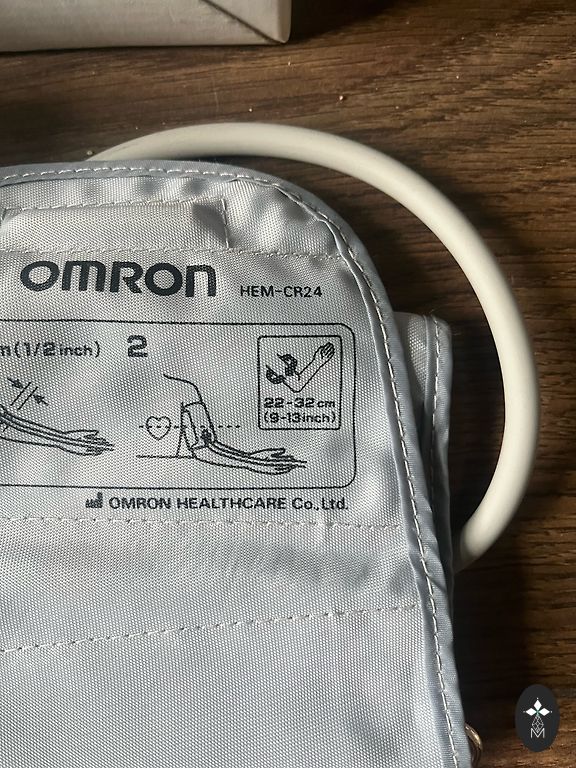 OMRON HEM-CR24
m(1/2inch) 2
22-32cm
(9-13inch)
OMRON HEALTHCARE Co.,Ltd.